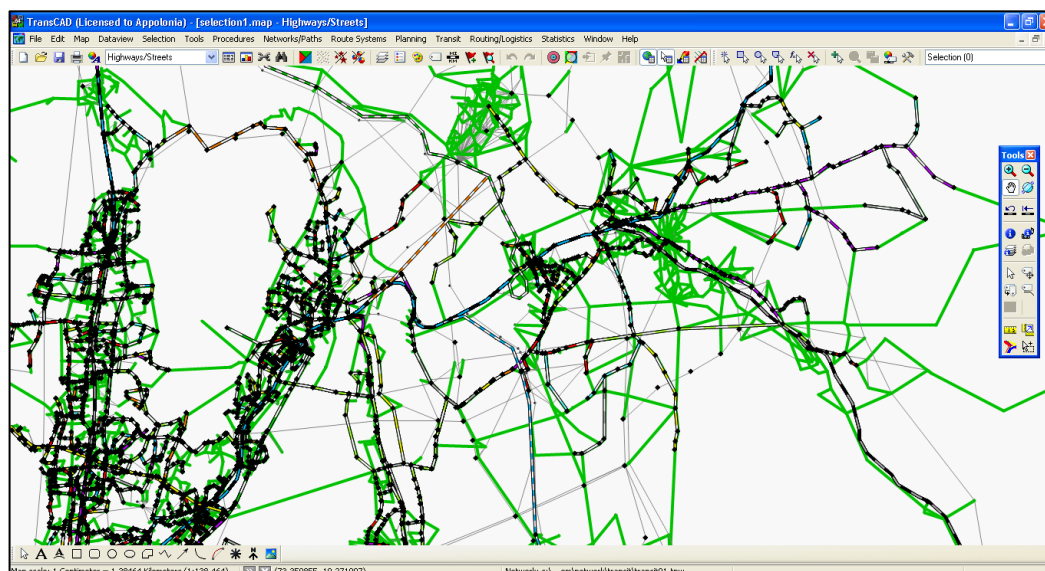 TransCAD (Licensed to Appolonia) - [selection1.map - Highways/Streets]
File Edit Map Dataview Selection Tools Procedures Networks/Paths Route Systems Planning Transit Routing/Logistics Statistics Window Help
Highways/Streets Selection (0)
Tools